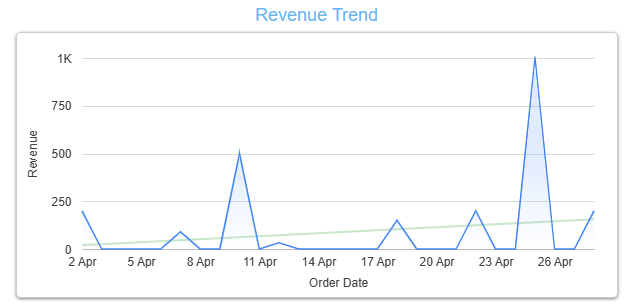 Revenue Trend
1K
750
500
250
0
Revenue
2 Apr 5 Apr 8 Apr 11 Apr 14 Apr 17 Apr 20 Apr 23 Apr 26 Apr
Order Date